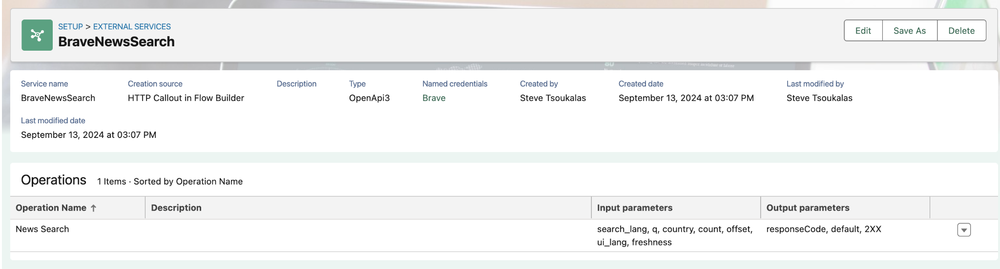 SETUP > EXTERNAL SERVICES
BraveNewsSearch
Edit
Save As
Delete
80
Service name
BraveNewsSearch
Creation source
HTTP Callout in Flow Builder
Description
Type
OpenApi3
Named credentials
Brave
Created by
Steve Tsoukalas
Created date
September 13, 2024 at 03:07 PM
Last modified by
Steve Tsoukalas
Last modified date
September 13, 2024 at 03:07 PM
Operations 1 Items · Sorted by Operation Name
Operation Name ↑ Description Input parameters Output parameters
News Search search_lang, q, country, count, offset, responseCode, default, 2XX
ui_lang, freshness